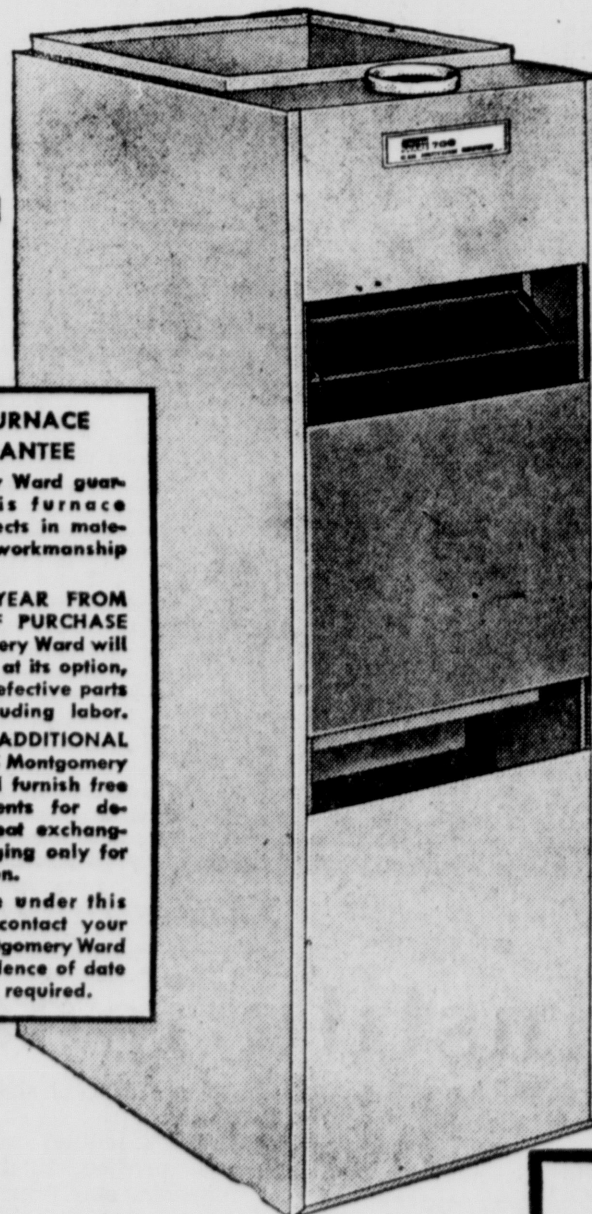 700
URNACE
ANTEE
y Ward guar-
is furnace
ects in mate-
workmanship
YEAR FROM
F PURCHASE
ery Ward will
at its option,
efective parts
uding labor.
ADDITIONAL
Montgomery
l furnish free
ents for de-
eat exchang-
ging only for
n.
under this
contact your
tgomery Ward
dence of date
required.